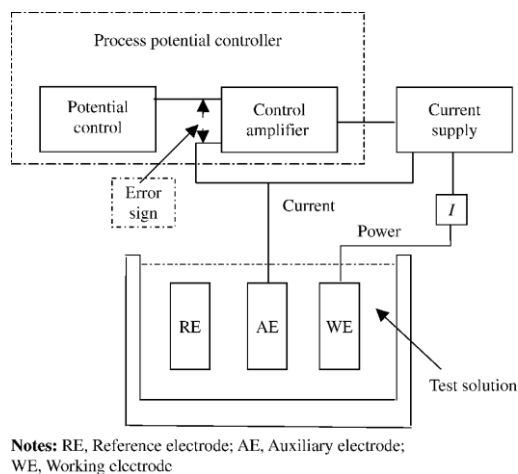 Process potential controller
Potential
control
Control
amplifier
Current
supply
Error
sign
Current
I
Power
RE
AE
WE
Test solution
Notes: RE, Reference electrode; AE, Auxiliary electrode;
WE, Working electrode